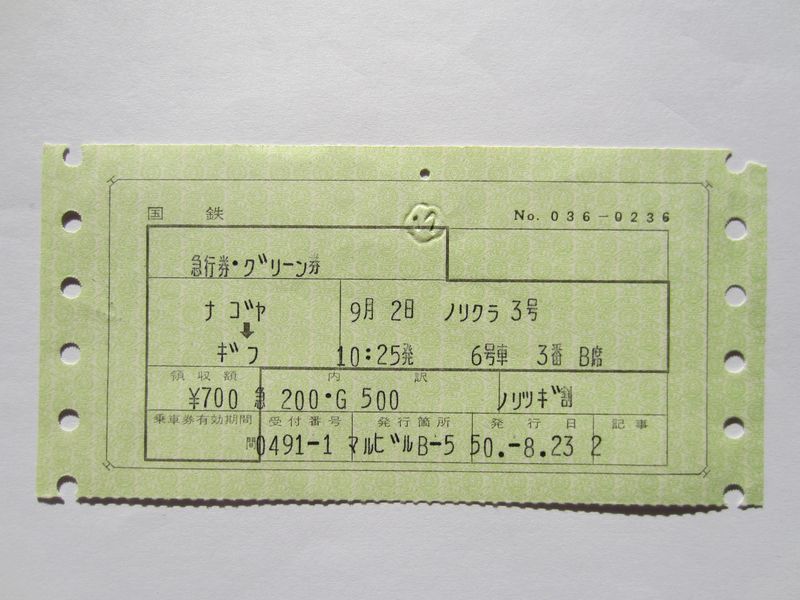 国鉄 No. 036-0236
急行券・グリーン券
ナゴヤ 9月 2日 ノリクラ 3号
⬇
ギフ 10:25発 6号車 3番 B席
領収額 内訳
¥700 急 200・G 500 ノリツギ割
乗車券有効期間 受付番号 発行箇所 発行日 記事
間 0491-1 マルビルB-5 50.-8.23 2